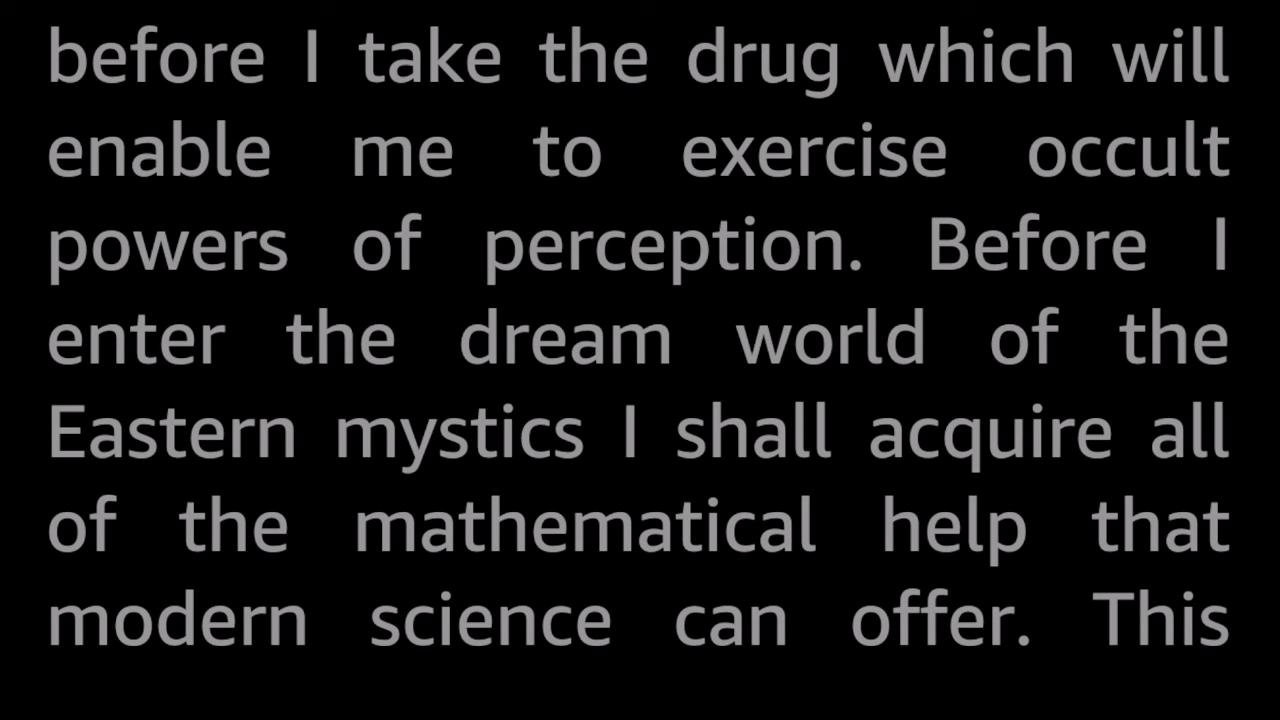 before I take the drug which will
enable me to exercise occult
powers of perception. Before I
enter the dream world of the
Eastern mystics I shall acquire all
of the mathematical help that
modern science can offer. This